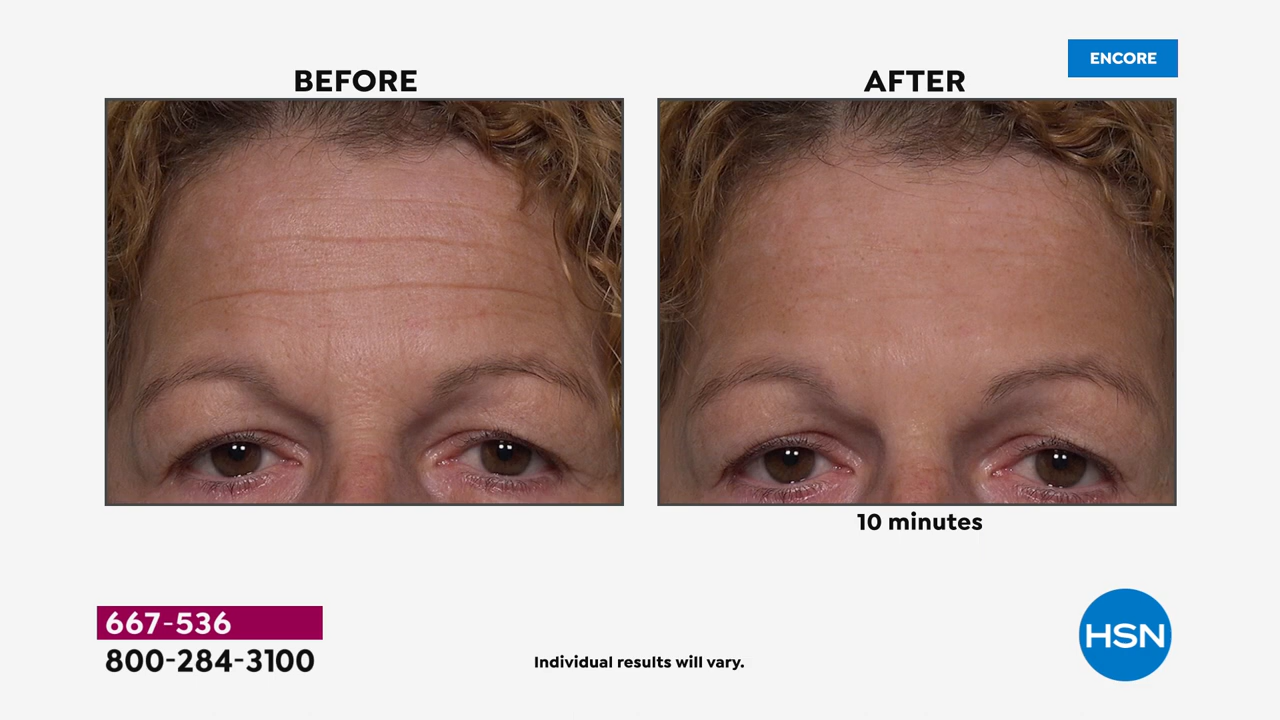 ENCORE
BEFORE
AFTER
10 minutes
667-536
800-284-3100
Individual results will vary.
HSN